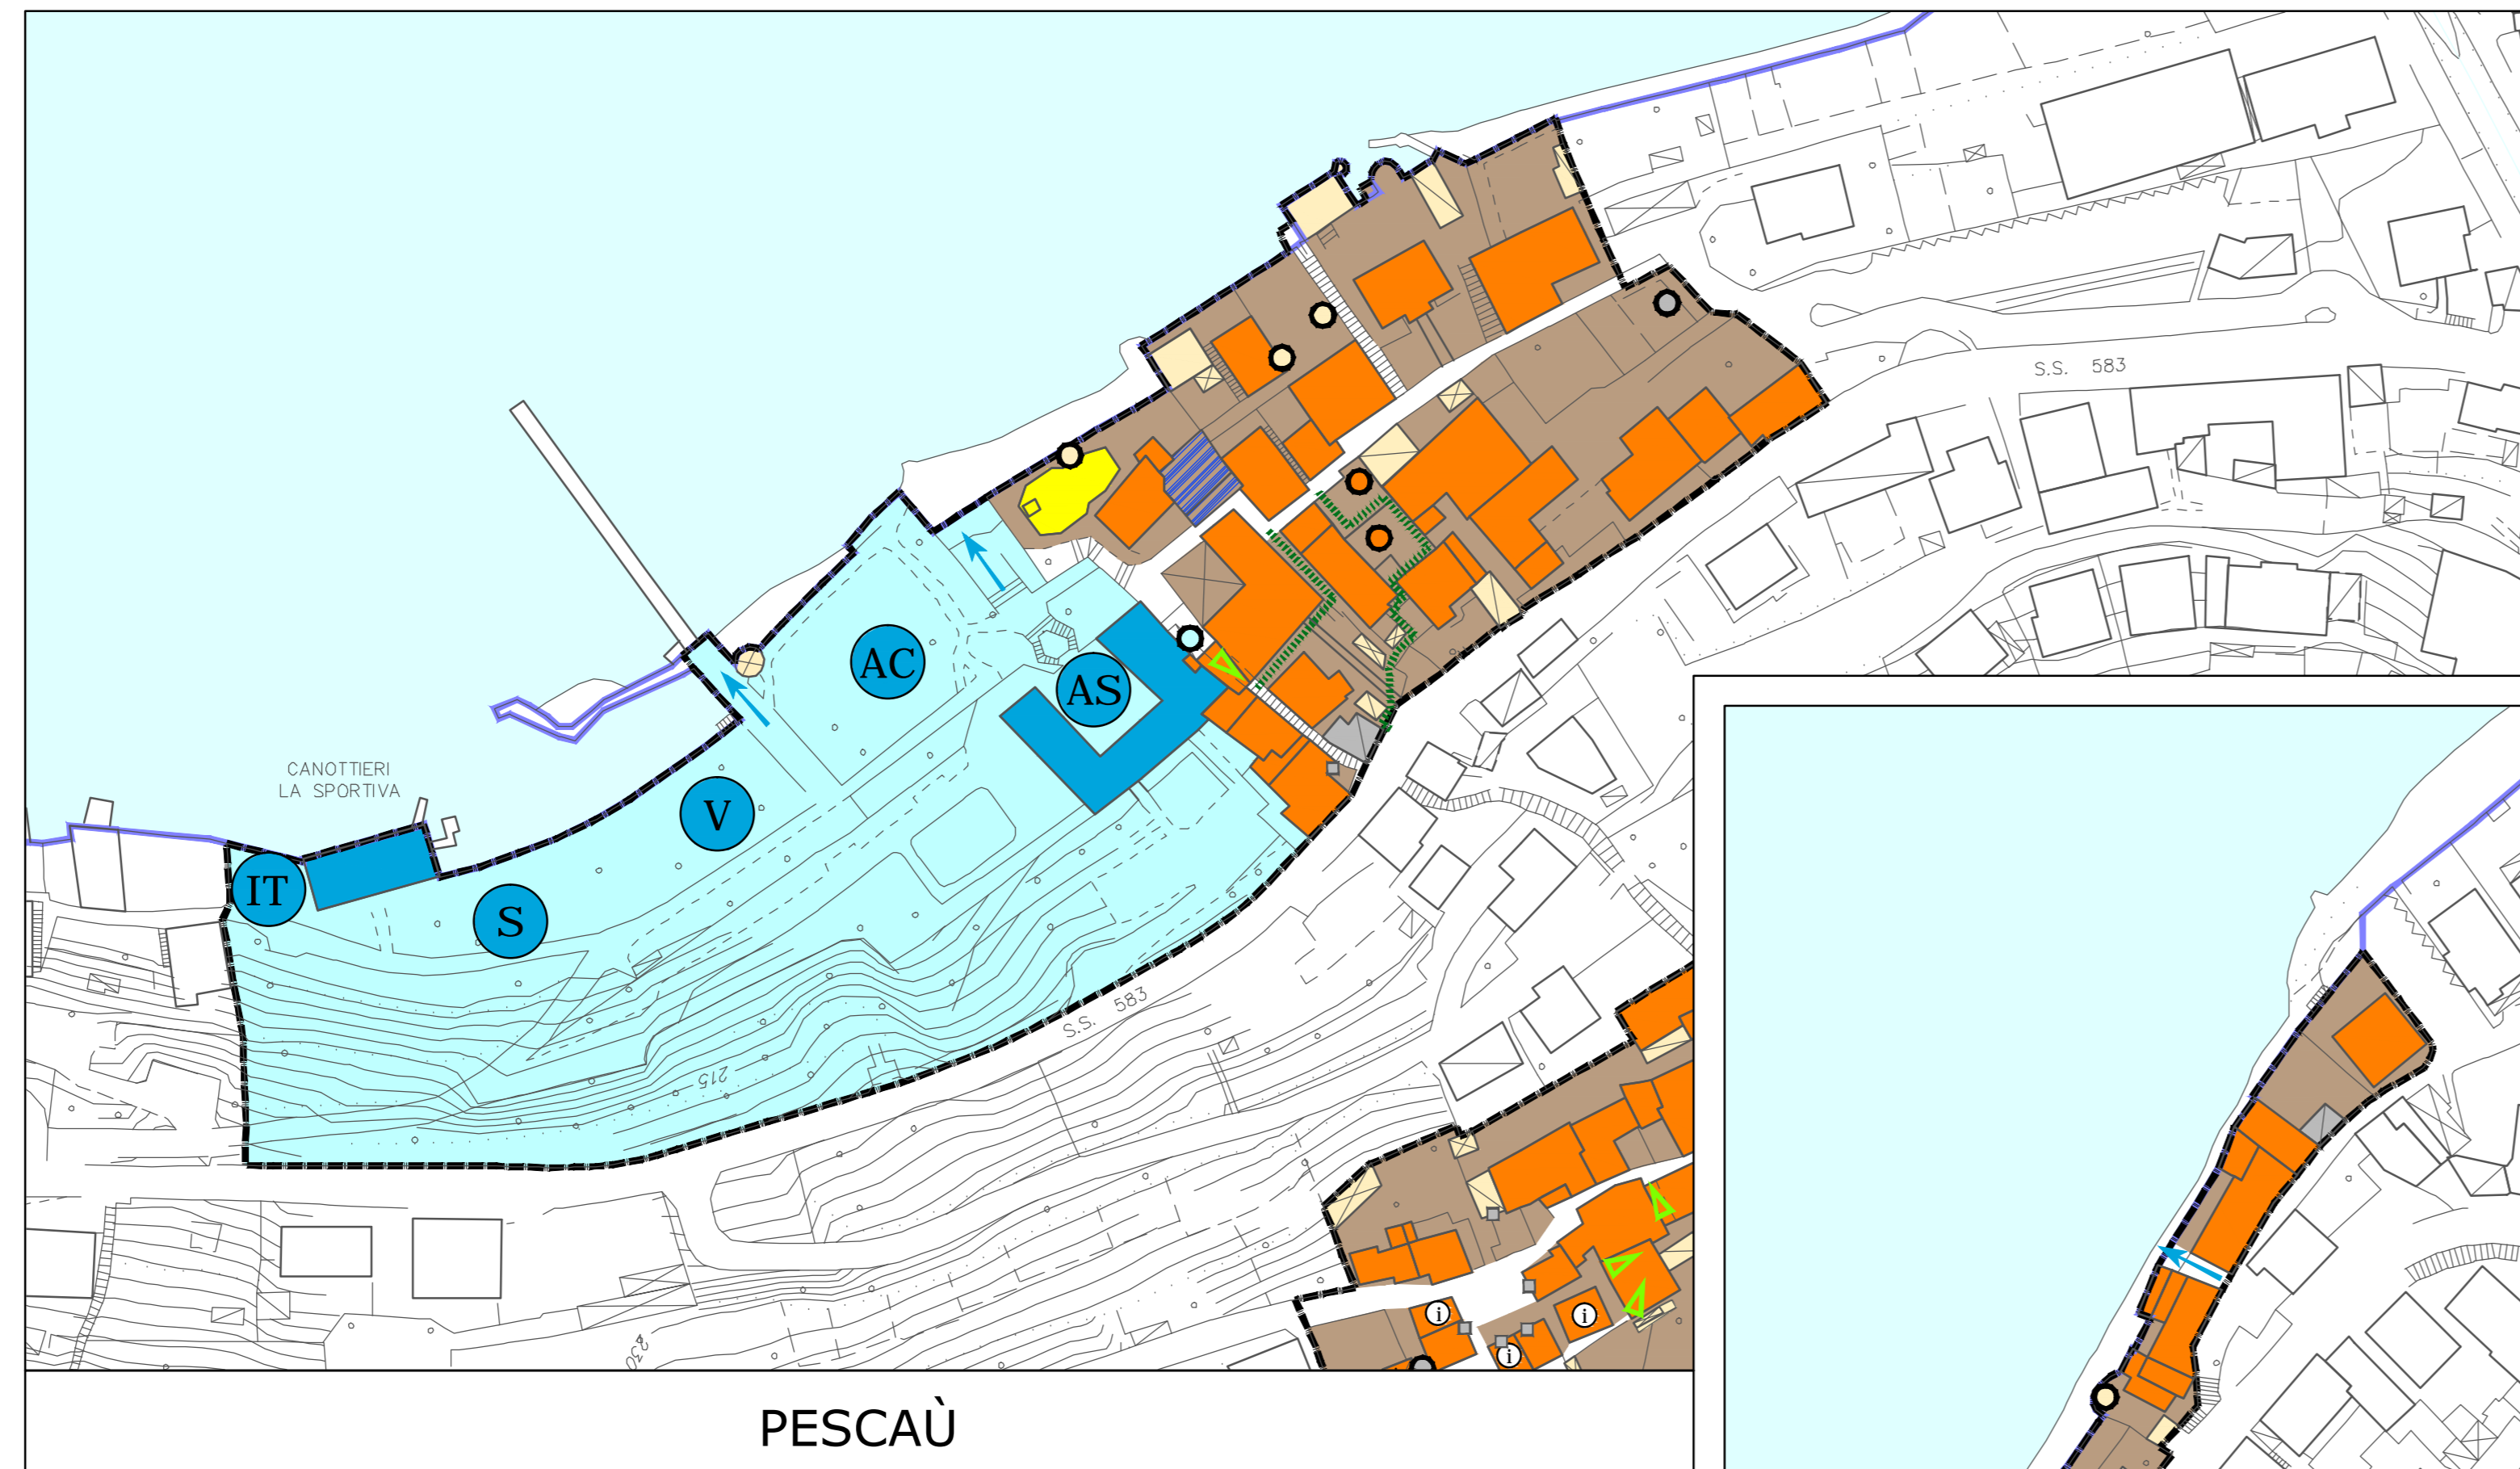 S.S. 583
AC
AS
CANOTTIERI
LA SPORTIVA
V
IT
S
S.S. 583
215
230
i
i
i
PESCAÙ